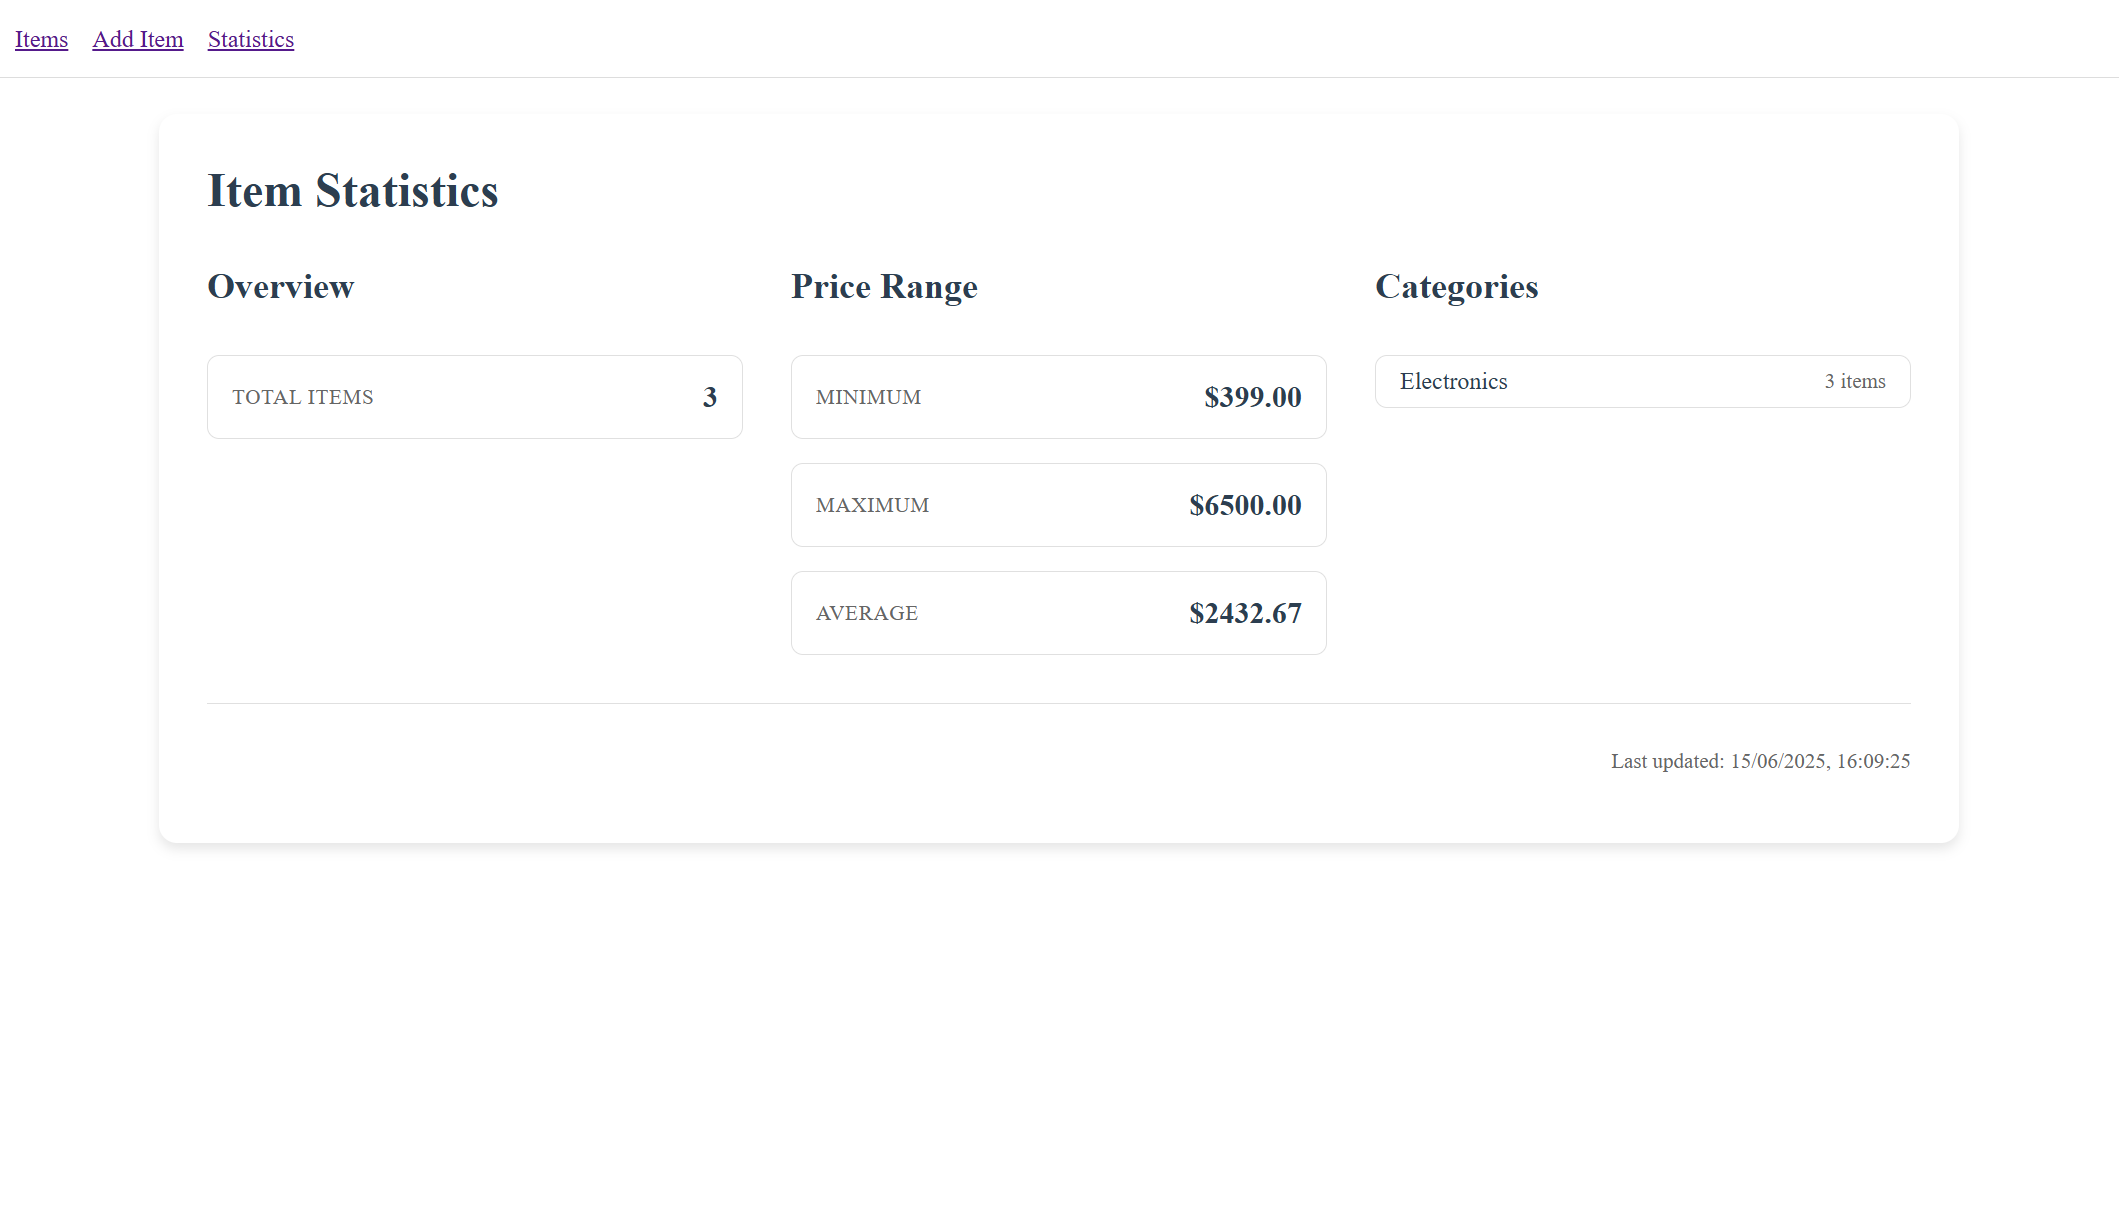 Items Add Item Statistics
Item Statistics
Overview
TOTAL ITEMS 3
Price Range
MINIMUM $399.00
MAXIMUM $6500.00
AVERAGE $2432.67
Categories
Electronics 3 items
Last updated: 15/06/2025, 16:09:25